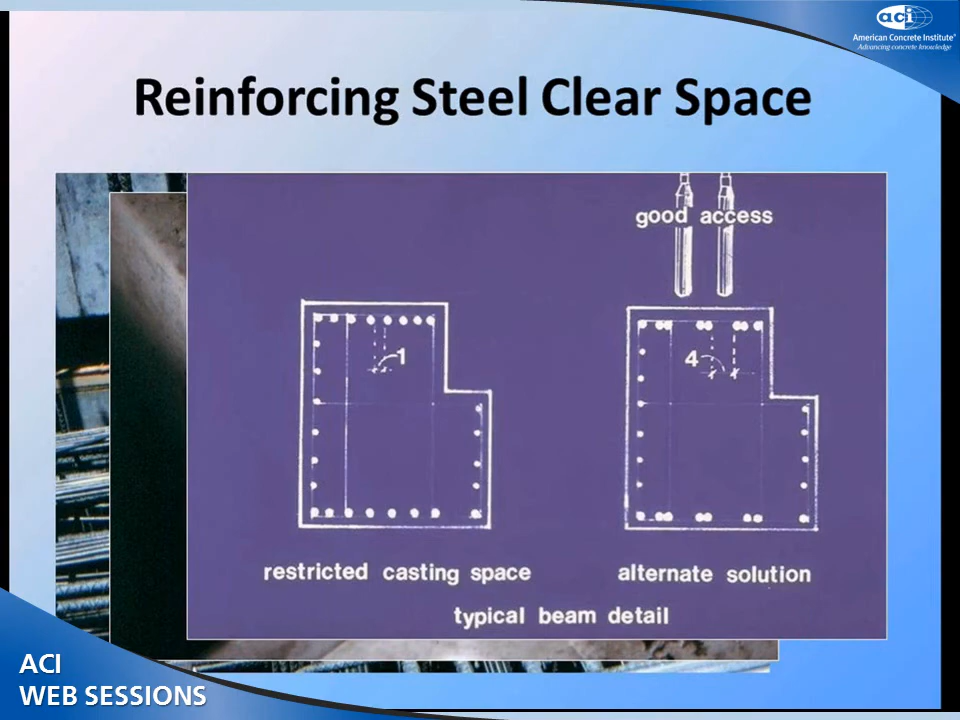 aci
American Concrete Institute®
Advancing concrete knowledge
Reinforcing Steel Clear Space
good access
1
4
restricted casting space
alternate solution
typical beam detail
ACI
WEB SESSIONS